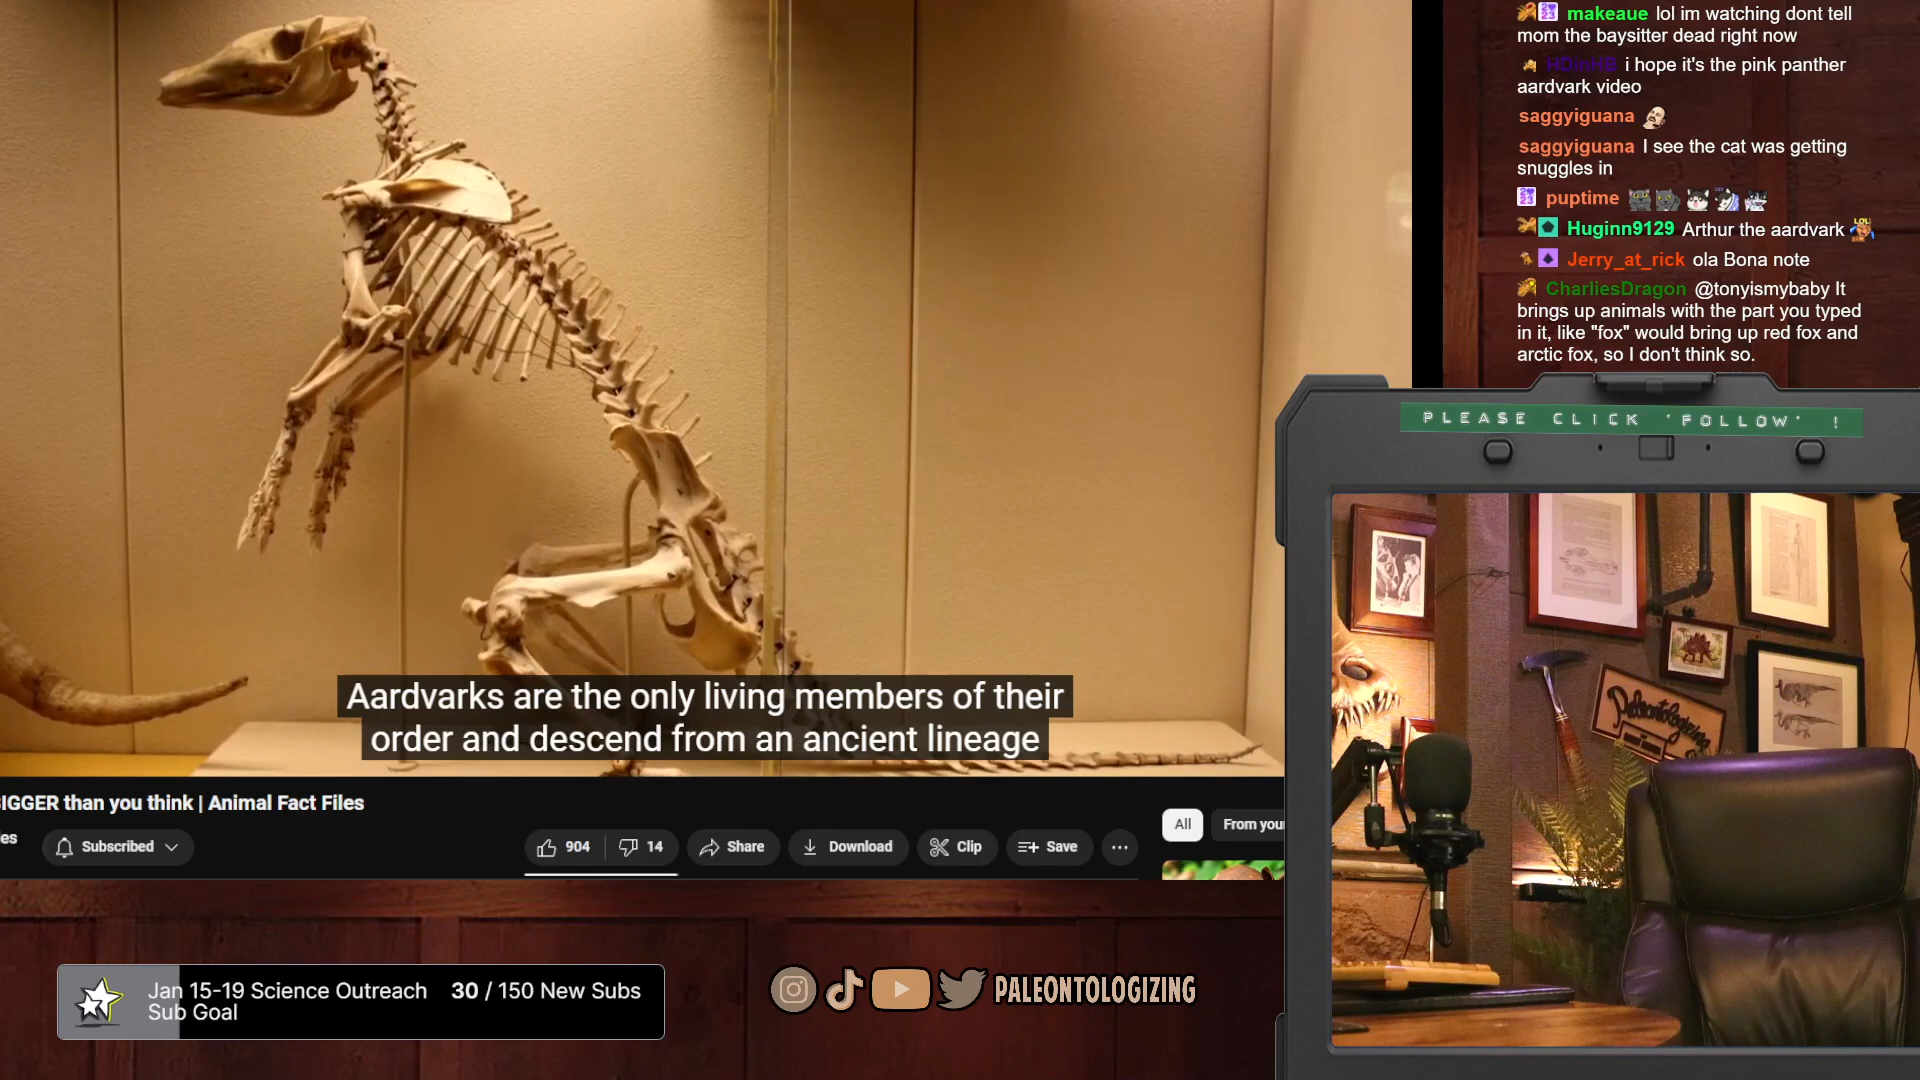 makeaue lol im watching dont tell
mom the baysitter dead right now
HDinHB i hope it's the pink panther
aardvark video
saggyiguana
saggyiguana I see the cat was getting
snuggles in
puptime
Huginn9129 Arthur the aardvark
Jerry_at_rick ola Bona note
CharliesDragon @tonyismybaby It
brings up animals with the part you typed
in it, like "fox" would bring up red fox and
arctic fox, so I don't think so.
PLEASE CLICK "FOLLOW" !
Paleontologizing
Aardvarks are the only living members of their
order and descend from an ancient lineage
IGGER than you think | Animal Fact Files
es
Subscribed
904
14
Share
Download
Clip
Save
All
From you
Jan 15-19 Science Outreach 30 / 150 New Subs
Sub Goal
PALEONTOLOGIZING